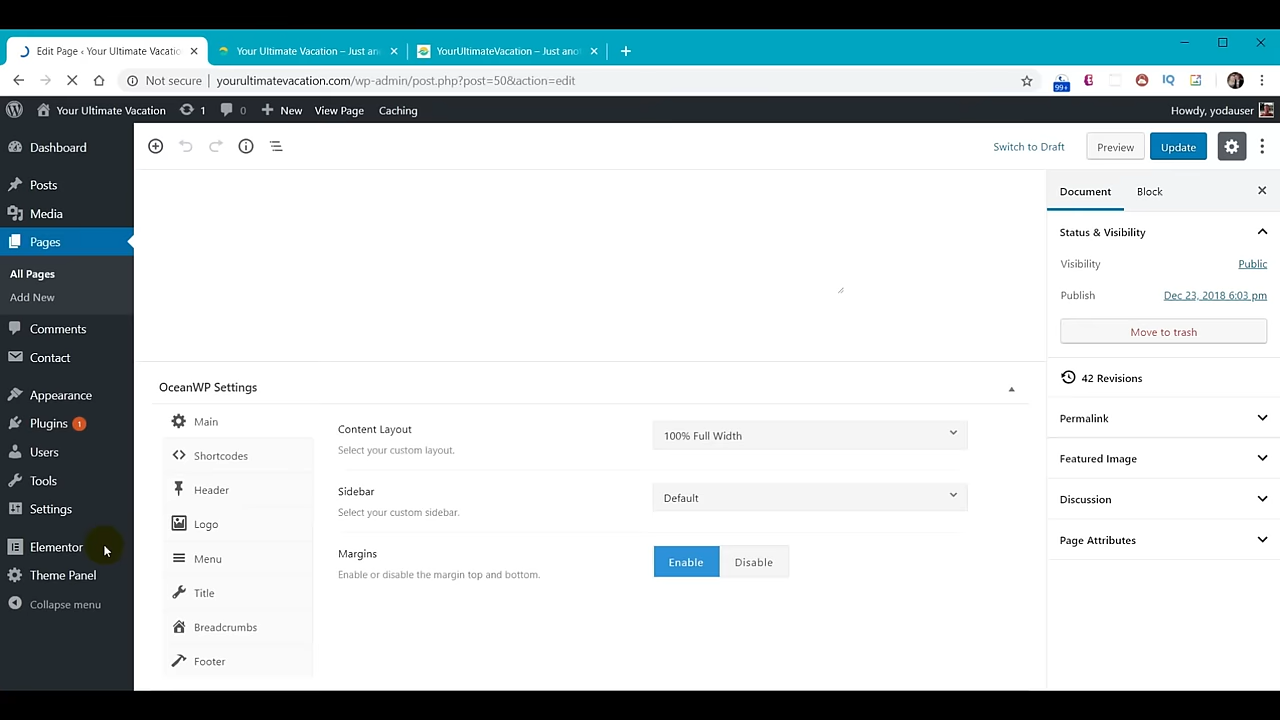 Edit Page ‹ Your Ultimate Vacatio
Your Ultimate Vacation – Just an
YourUltimateVacation – Just anot
Not secure
yourultimatevacation.com/wp-admin/post.php?post=50&action=edit
99+
IQ
Your Ultimate Vacation
1
0
New
View Page
Caching
Howdy, yodauser
Dashboard
Posts
Media
Pages
All Pages
Add New
Comments
Contact
Appearance
Plugins 1
Users
Tools
Settings
Elementor
Theme Panel
Collapse menu
Switch to Draft
Preview
Update
OceanWP Settings
Main
Shortcodes
Header
Logo
Menu
Title
Breadcrumbs
Footer
Content Layout
Select your custom layout.
100% Full Width
Sidebar
Select your custom sidebar.
Default
Margins
Enable or disable the margin top and bottom.
Enable
Disable
Document
Block
Status & Visibility
Visibility
Public
Publish
Dec 23, 2018 6:03 pm
Move to trash
42 Revisions
Permalink
Featured Image
Discussion
Page Attributes